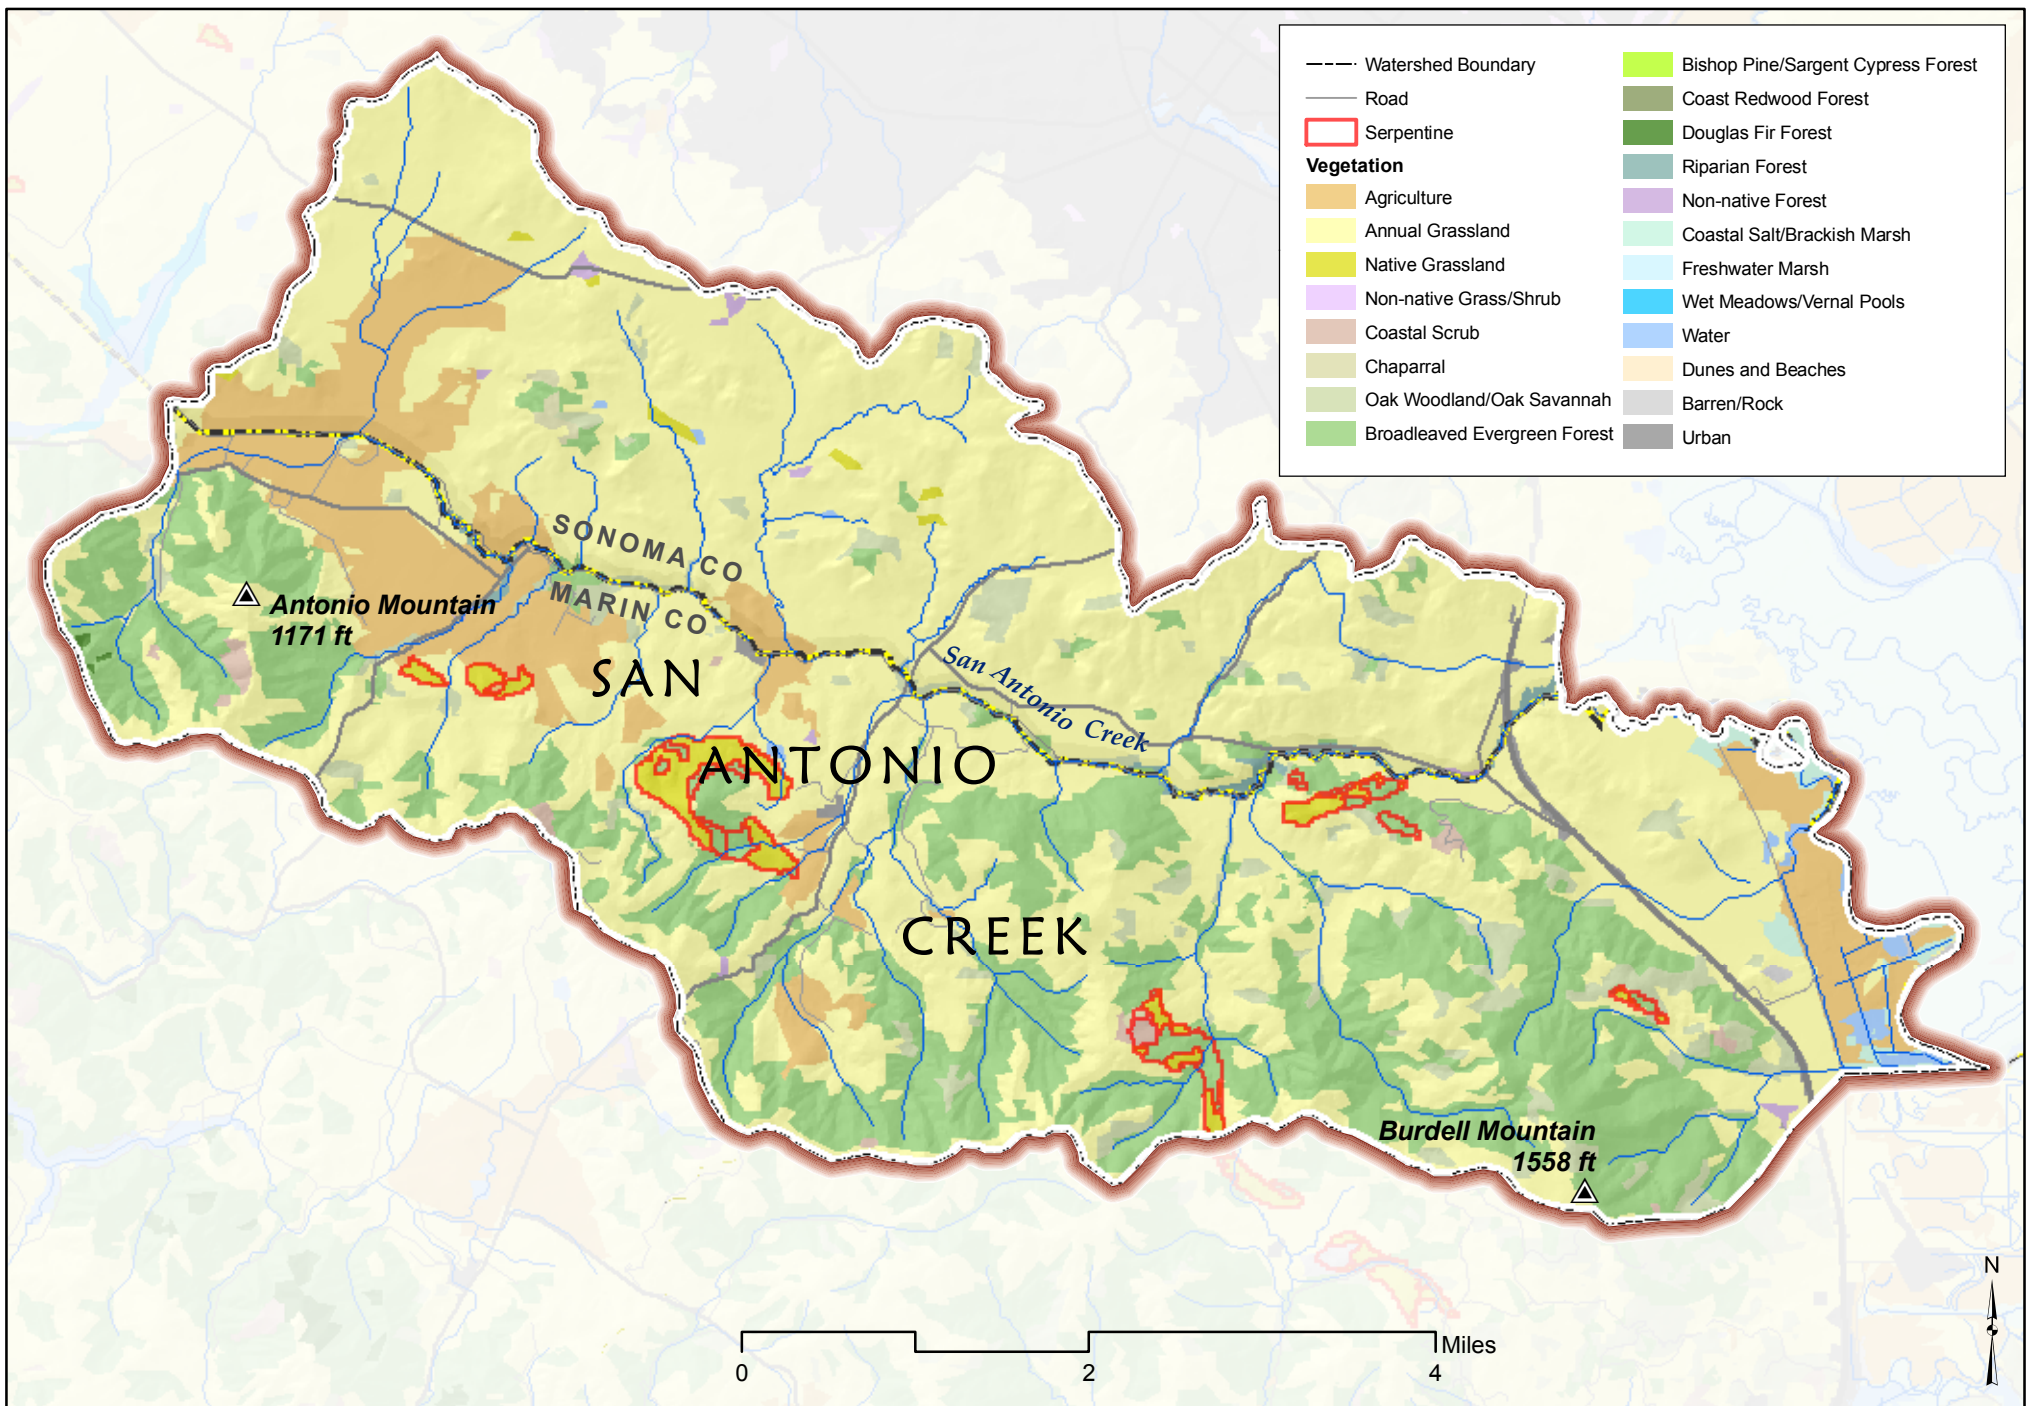 Watershed Boundary
Road
Serpentine
Vegetation
Agriculture
Annual Grassland
Native Grassland
Non-native Grass/Shrub
Coastal Scrub
Chaparral
Oak Woodland/Oak Savannah
Broadleaved Evergreen Forest
Bishop Pine/Sargent Cypress Forest
Coast Redwood Forest
Douglas Fir Forest
Riparian Forest
Non-native Forest
Coastal Salt/Brackish Marsh
Freshwater Marsh
Wet Meadows/Vernal Pools
Water
Dunes and Beaches
Barren/Rock
Urban
SONOMA CO
MARIN CO
Antonio Mountain
1171 ft
SAN
ANTONIO
CREEK
San Antonio Creek
Burdell Mountain
1558 ft
N
Miles
0 2 4